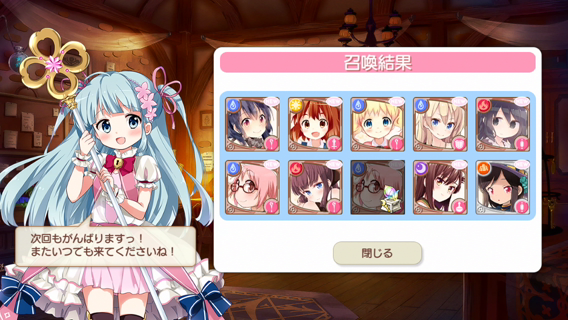 召喚結果
次回もがんばりますっ！
またいつでも来てくださいね！
閉じる